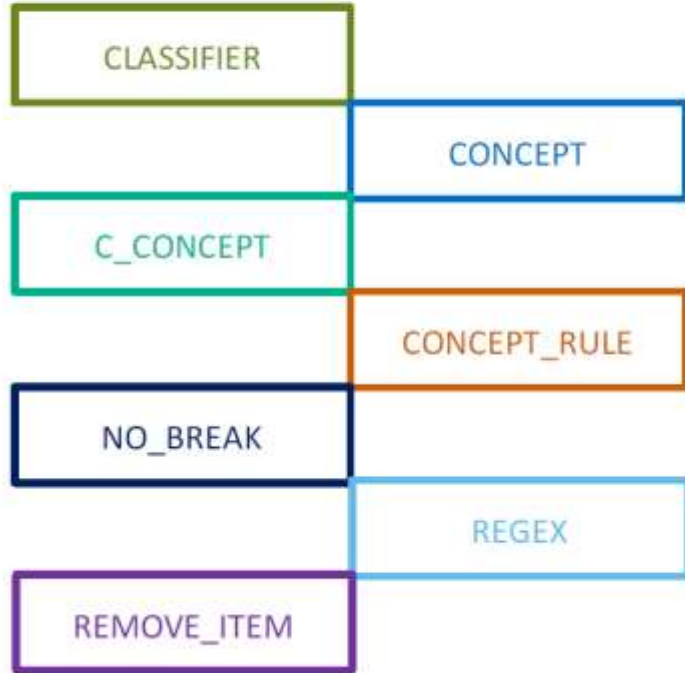 CLASSIFIER
CONCEPT
C_CONCEPT
CONCEPT_RULE
NO_BREAK
REGEX
REMOVE_ITEM